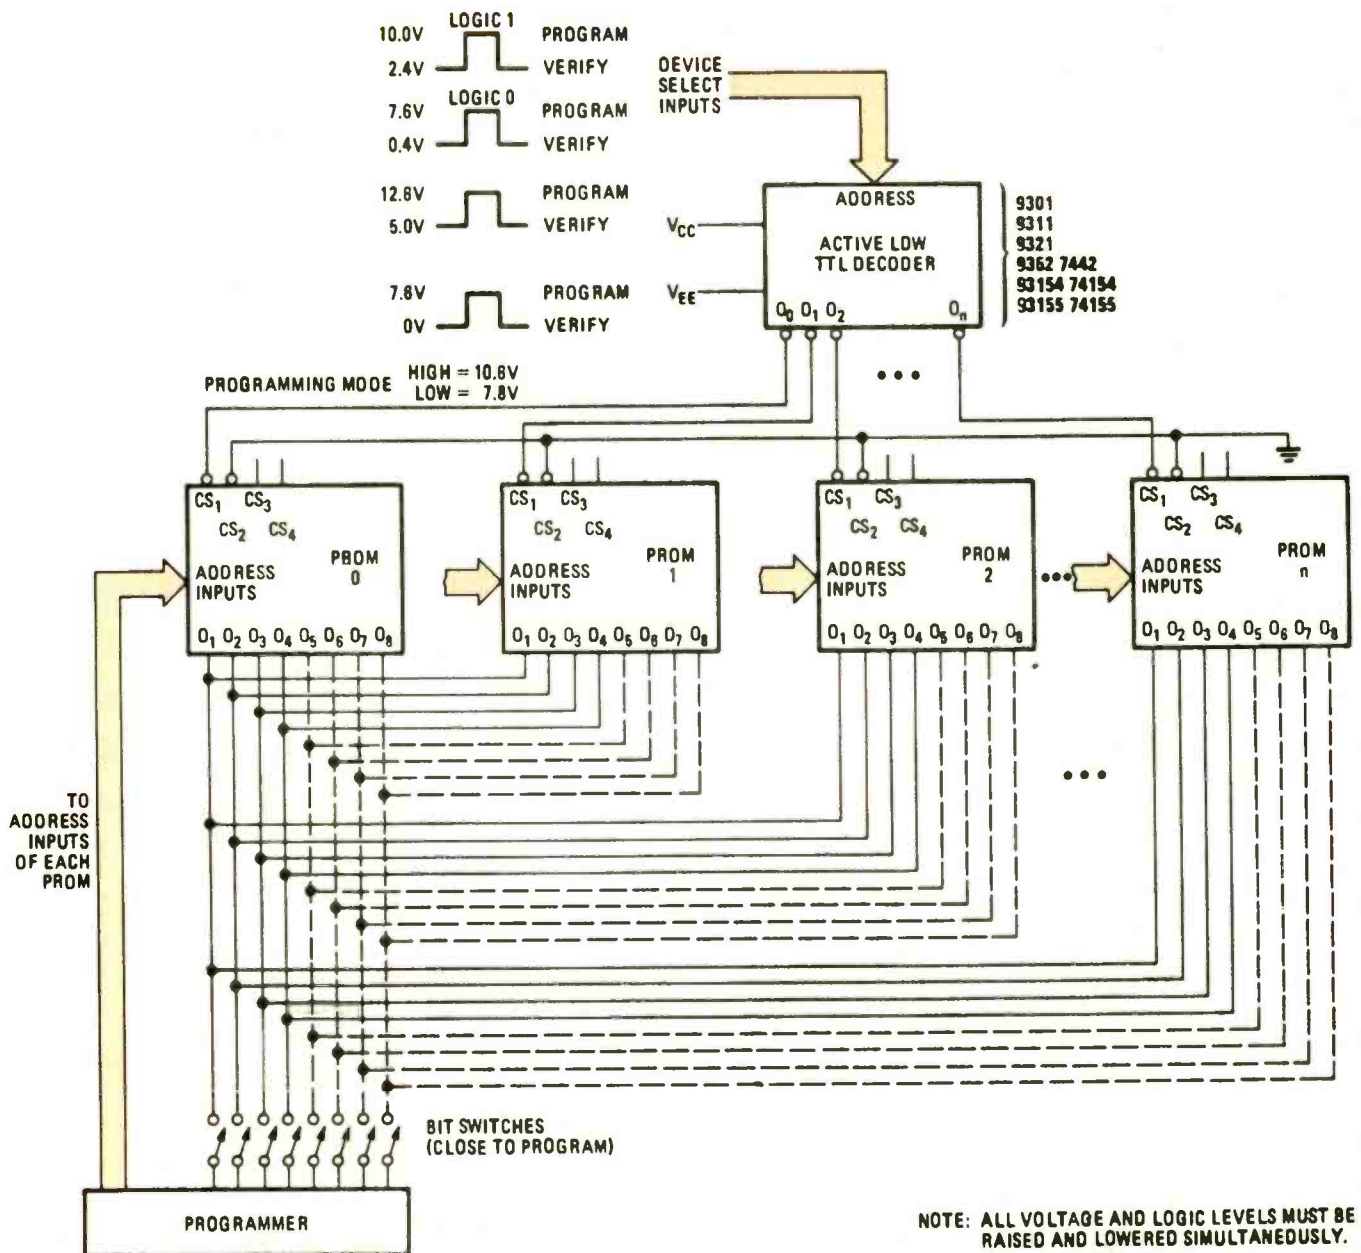 LOGIC 1
10.0V PROGRAM
2.4V VERIFY
LOGIC 0
7.6V PROGRAM
0.4V VERIFY
12.6V PROGRAM
5.0V VERIFY
7.6V PROGRAM
0V VERIFY
DEVICE
SELECT
INPUTS
ADDRESS
ACTIVE LOW
TTL DECODER
VCC
VEE
O0 O1 O2 On
9301
9311
9321
9362 7442
93154 74154
93155 74155
PROGRAMMING MODE HIGH = 10.6V
LOW = 7.8V
•••
CS1 CS3
CS2 CS4
ADDRESS
INPUTS
PROM
0
O1 O2 O3 O4 O5 O6 O7 O8
CS1 CS3
CS2 CS4
ADDRESS
INPUTS
PROM
1
O1 O2 O3 O4 O5 O6 O7 O8
CS1 CS3
CS2 CS4
ADDRESS
INPUTS
PROM
2
O1 O2 O3 O4 O5 O6 O7 O8
•••
CS1 CS3
CS2 CS4
ADDRESS
INPUTS
PROM
n
O1 O2 O3 O4 O5 O6 O7 O8
•••
TO
ADDRESS
INPUTS
OF EACH
PROM
BIT SWITCHES
(CLOSE TO PROGRAM)
PROGRAMMER
NOTE: ALL VOLTAGE AND LOGIC LEVELS MUST BE
RAISED AND LOWERED SIMULTANEOUSLY.